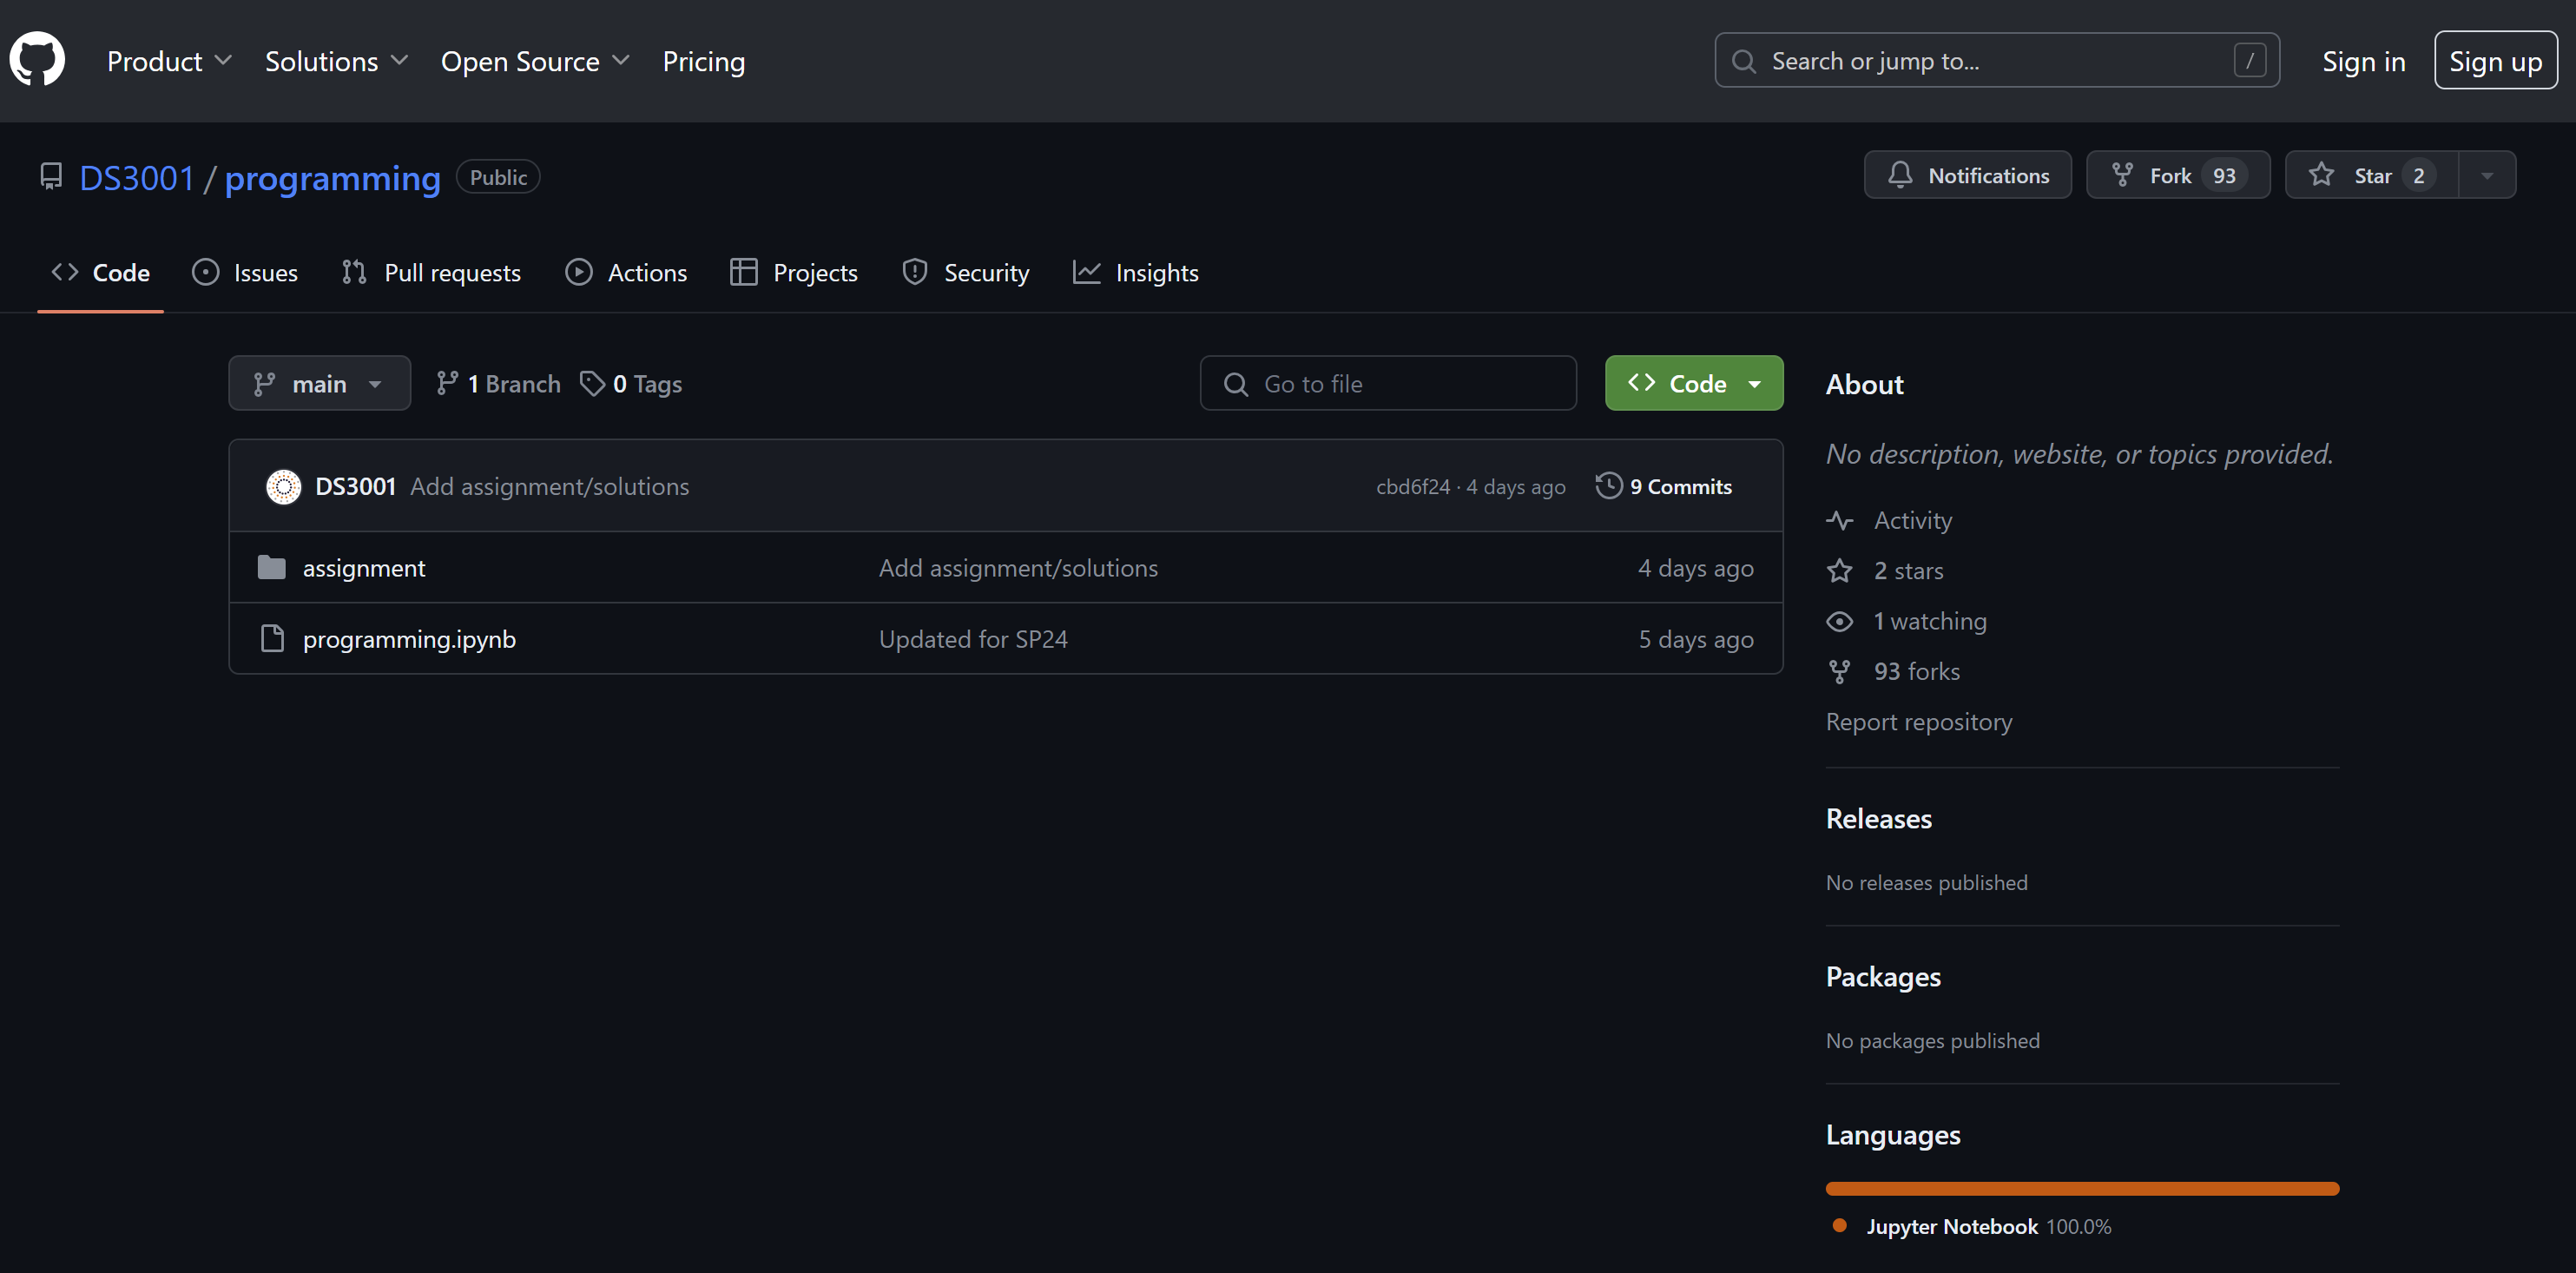 Product Solutions Open Source Pricing Search or jump to... / Sign in Sign up
DS3001 / programming Public Notifications Fork 93 Star 2
Code Issues Pull requests Actions Projects Security Insights
main 1 Branch 0 Tags Go to file Code
DS3001 Add assignment/solutions cbd6f24 · 4 days ago 9 Commits
assignment Add assignment/solutions 4 days ago
programming.ipynb Updated for SP24 5 days ago
About
No description, website, or topics provided.
Activity
2 stars
1 watching
93 forks
Report repository
Releases
No releases published
Packages
No packages published
Languages
Jupyter Notebook 100.0%